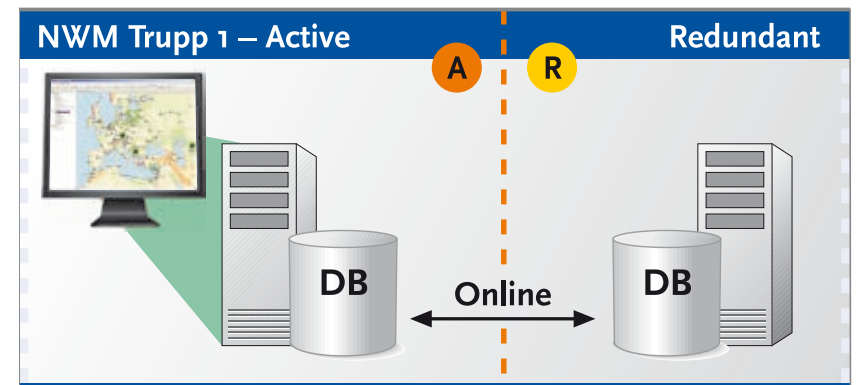 NWM Trupp 1 – Active
Redundant
A
R
DB
Online
DB